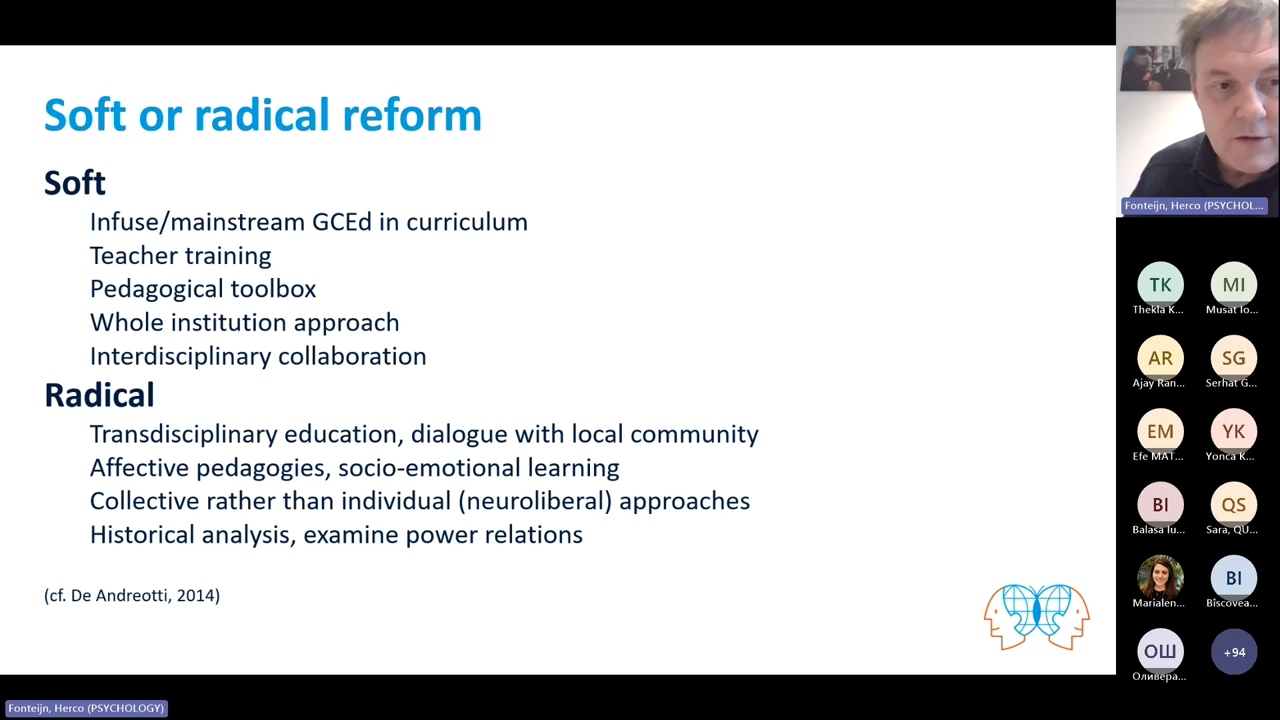 Soft or radical reform
Soft
Infuse/mainstream GCEd in curriculum
Teacher training
Pedagogical toolbox
Whole institution approach
Interdisciplinary collaboration
Radical
Transdisciplinary education, dialogue with local community
Affective pedagogies, socio-emotional learning
Collective rather than individual (neuroliberal) approaches
Historical analysis, examine power relations
(cf. De Andreotti, 2014)
Fonteijn, Herco (PSYCHOL...
TK
MI
Thekla K...
Musat Io...
AR
SG
Ajay Ran...
Serhat G...
EM
YK
Efe MAT...
Yonca K...
BI
QS
Balasa Iu...
Sara, QU...
BI
Marialen...
Bîscovea...
ОШ
+94
Оливера...
Fonteijn, Herco (PSYCHOLOGY)